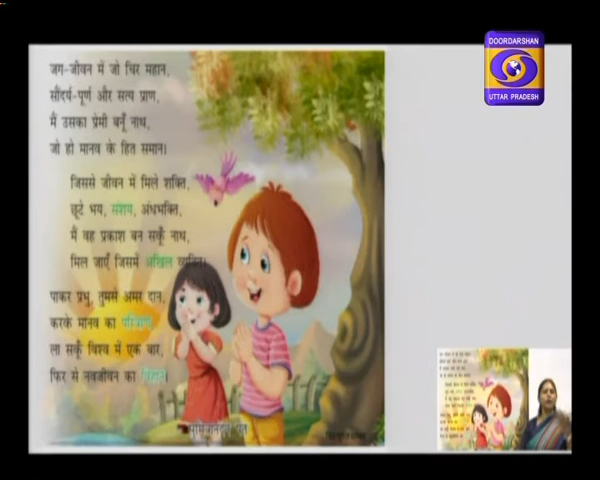 DOORDARSHAN
UTTAR PRADESH
जग-जीवन में जो चिर महान,
सौंदर्य-पूर्ण और सत्य प्राण,
मैं उसका प्रेमी बनूँ नाथ,
जो हो मानव के हित समान।
जिससे जीवन में मिले शक्ति,
छूटे भय, संशय, अंधभक्ति,
मैं वह प्रकाश बन सकूँ नाथ,
मिल जाएँ जिसमें अखिल व्यक्ति।
पाकर प्रभु, तुमसे अमर दान,
करके मानव का परित्राण,
ला सकूँ विश्व में एक बार,
फिर से नवजीवन का विहान।